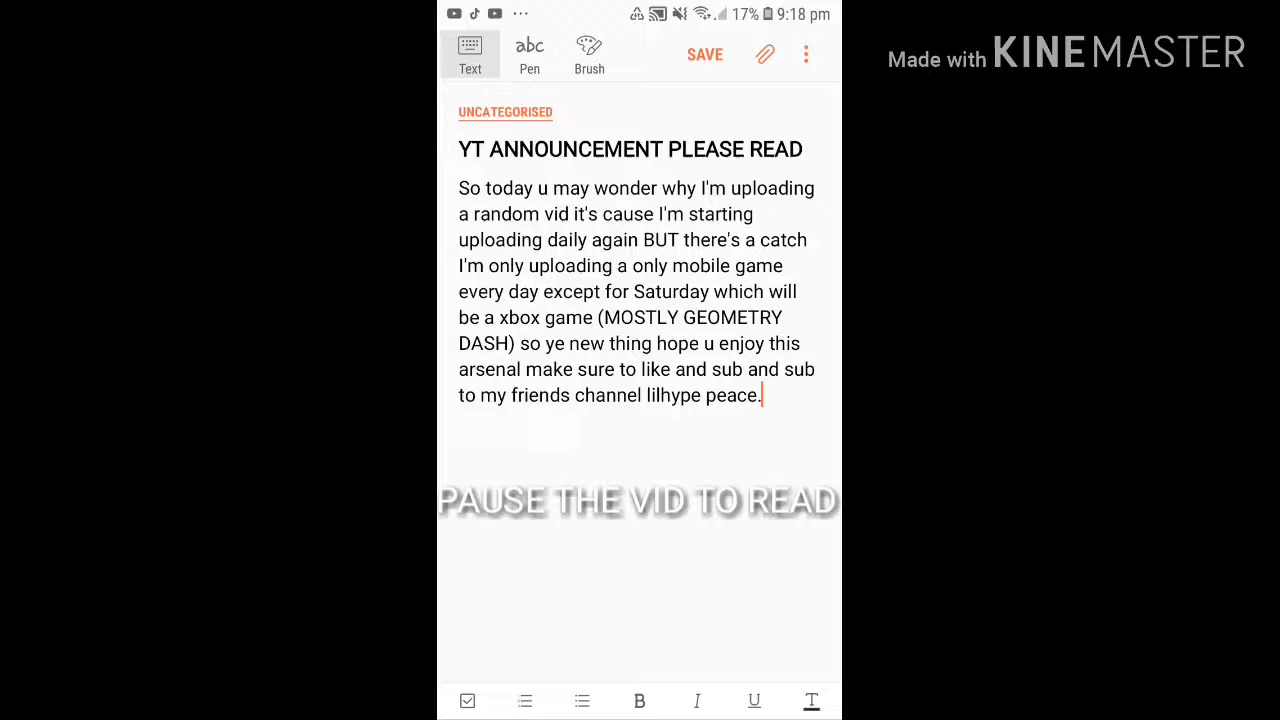 17% 9:18 pm
Made with KINEMASTER
Text
abc
Pen
Brush
SAVE
UNCATEGORISED
YT ANNOUNCEMENT PLEASE READ
So today u may wonder why I'm uploading
a random vid it's cause I'm starting
uploading daily again BUT there's a catch
I'm only uploading a only mobile game
every day except for Saturday which will
be a xbox game (MOSTLY GEOMETRY
DASH) so ye new thing hope u enjoy this
arsenal make sure to like and sub and sub
to my friends channel lilhype peace.
PAUSE THE VID TO READ
B I U T